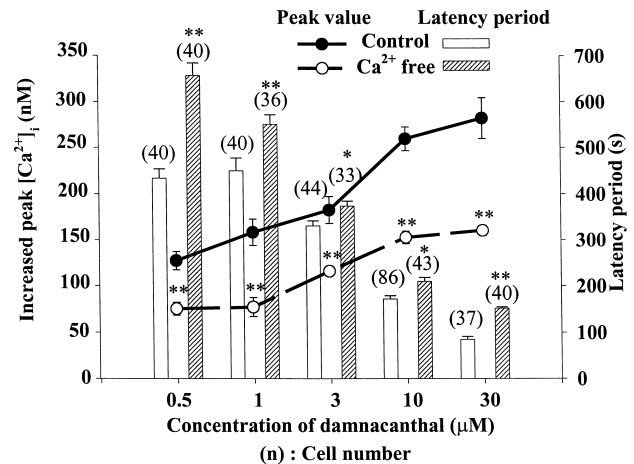 Peak value Latency period
Control
Ca²⁺ free
Increased peak [Ca²⁺]ᵢ (nM)
350
300
250
200
150
100
50
0
(40) ** (40)
(40) ** (36)
(44) * (33)
(86) * (43)
(37) ** (40)
** ** ** ** **
700
600
500
400
300
200
100
0
Latency period (s)
0.5 1 3 10 30
Concentration of damnacanthal (μM)
(n) : Cell number